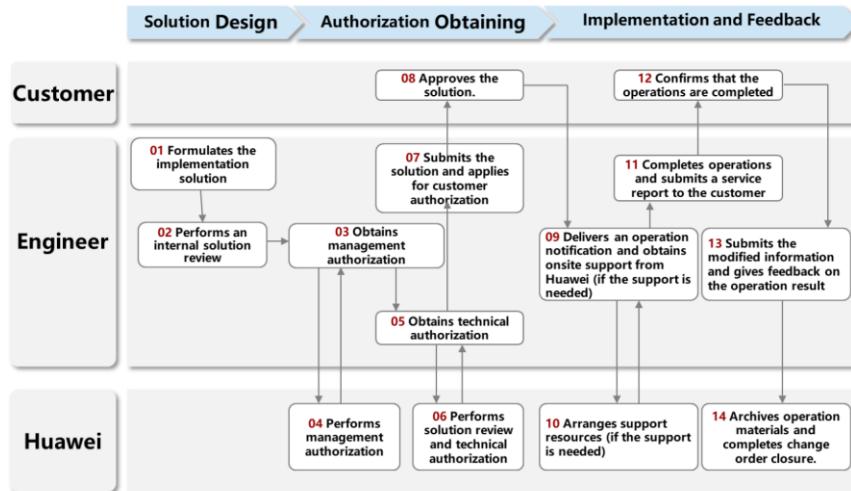 Solution Design
Authorization Obtaining
Implementation and Feedback
Customer
08 Approves the
solution.
12 Confirms that the
operations are completed
Engineer
01 Formulates the
implementation
solution
02 Performs an
internal solution
review
03 Obtains
management
authorization
07 Submits the
solution and applies
for customer
authorization
05 Obtains technical
authorization
09 Delivers an operation
notification and obtains
onsite support from
Huawei (if the support is
needed)
11 Completes operations
and submits a service
report to the customer
13 Submits the
modified information
and gives feedback on
the operation result
Huawei
04 Performs
management
authorization
06 Performs
solution review
and technical
authorization
10 Arranges support
resources (if the support
is needed)
14 Archives operation
materials and
completes change
order closure.